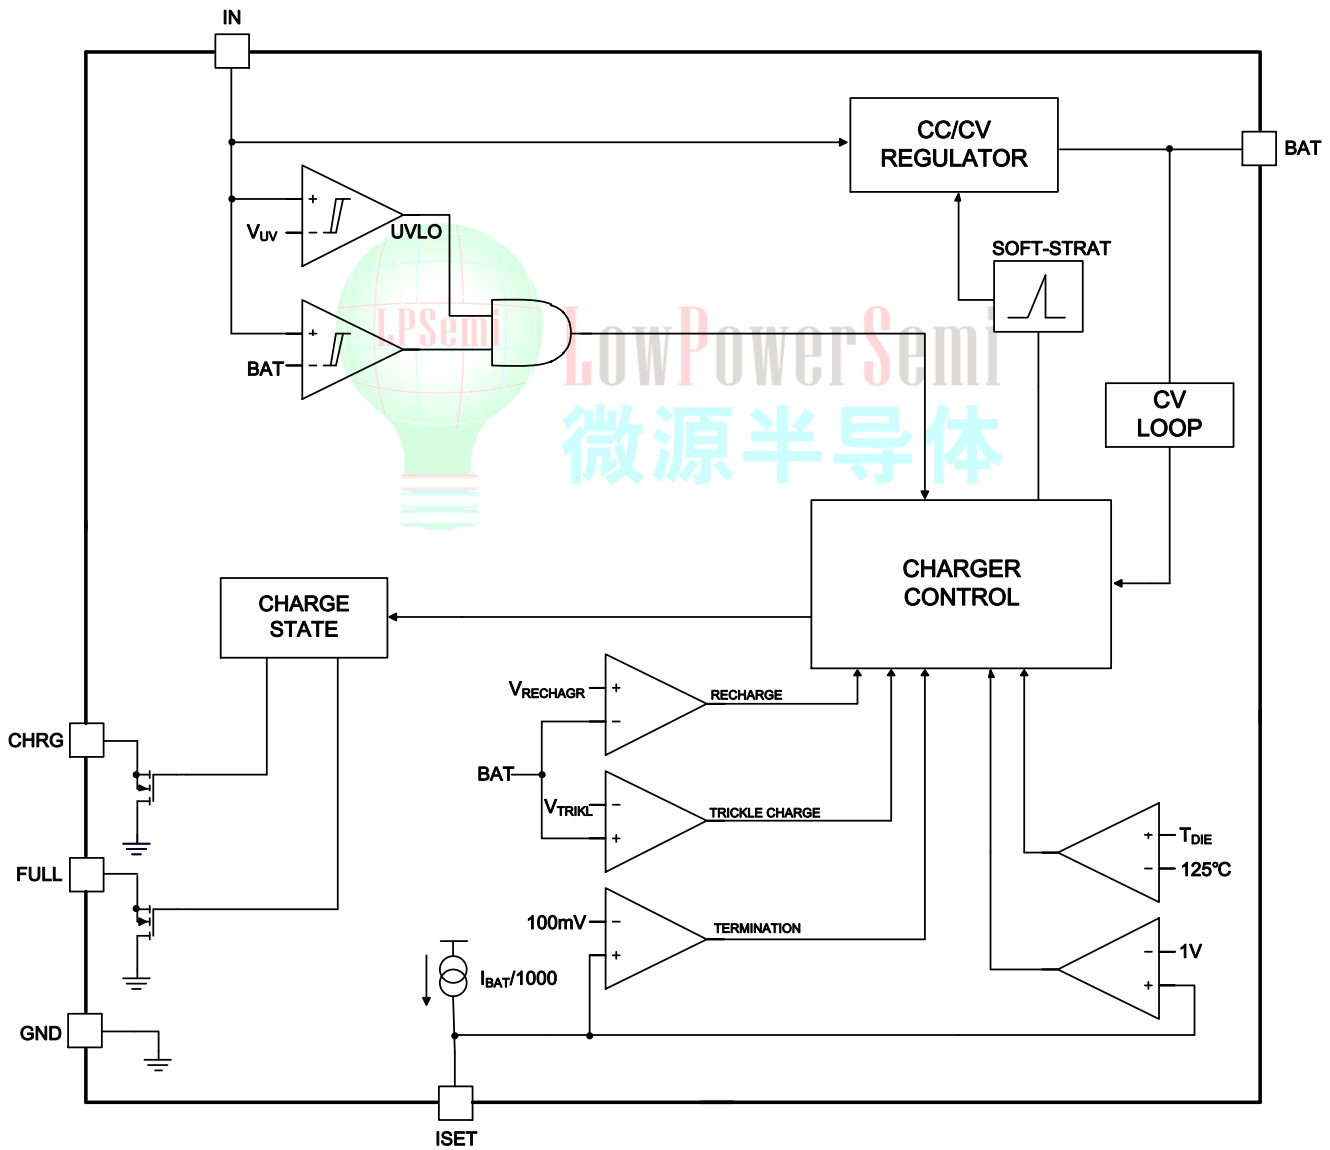 IN
CC/CV
REGULATOR
BAT
+
VUV
-
UVLO
SOFT-STRAT
LPSemi
+
BAT
-
LowPowerSemi
微源半导体
CV
LOOP
CHARGER
CONTROL
CHARGE
STATE
VRECHAGR
+
-
RECHARGE
CHRG
BAT
VTRIKL
-
+
TRICKLE CHARGE
+
TDIE
-
125℃
FULL
100mV
-
+
TERMINATION
-
1V
+
IBAT/1000
GND
ISET